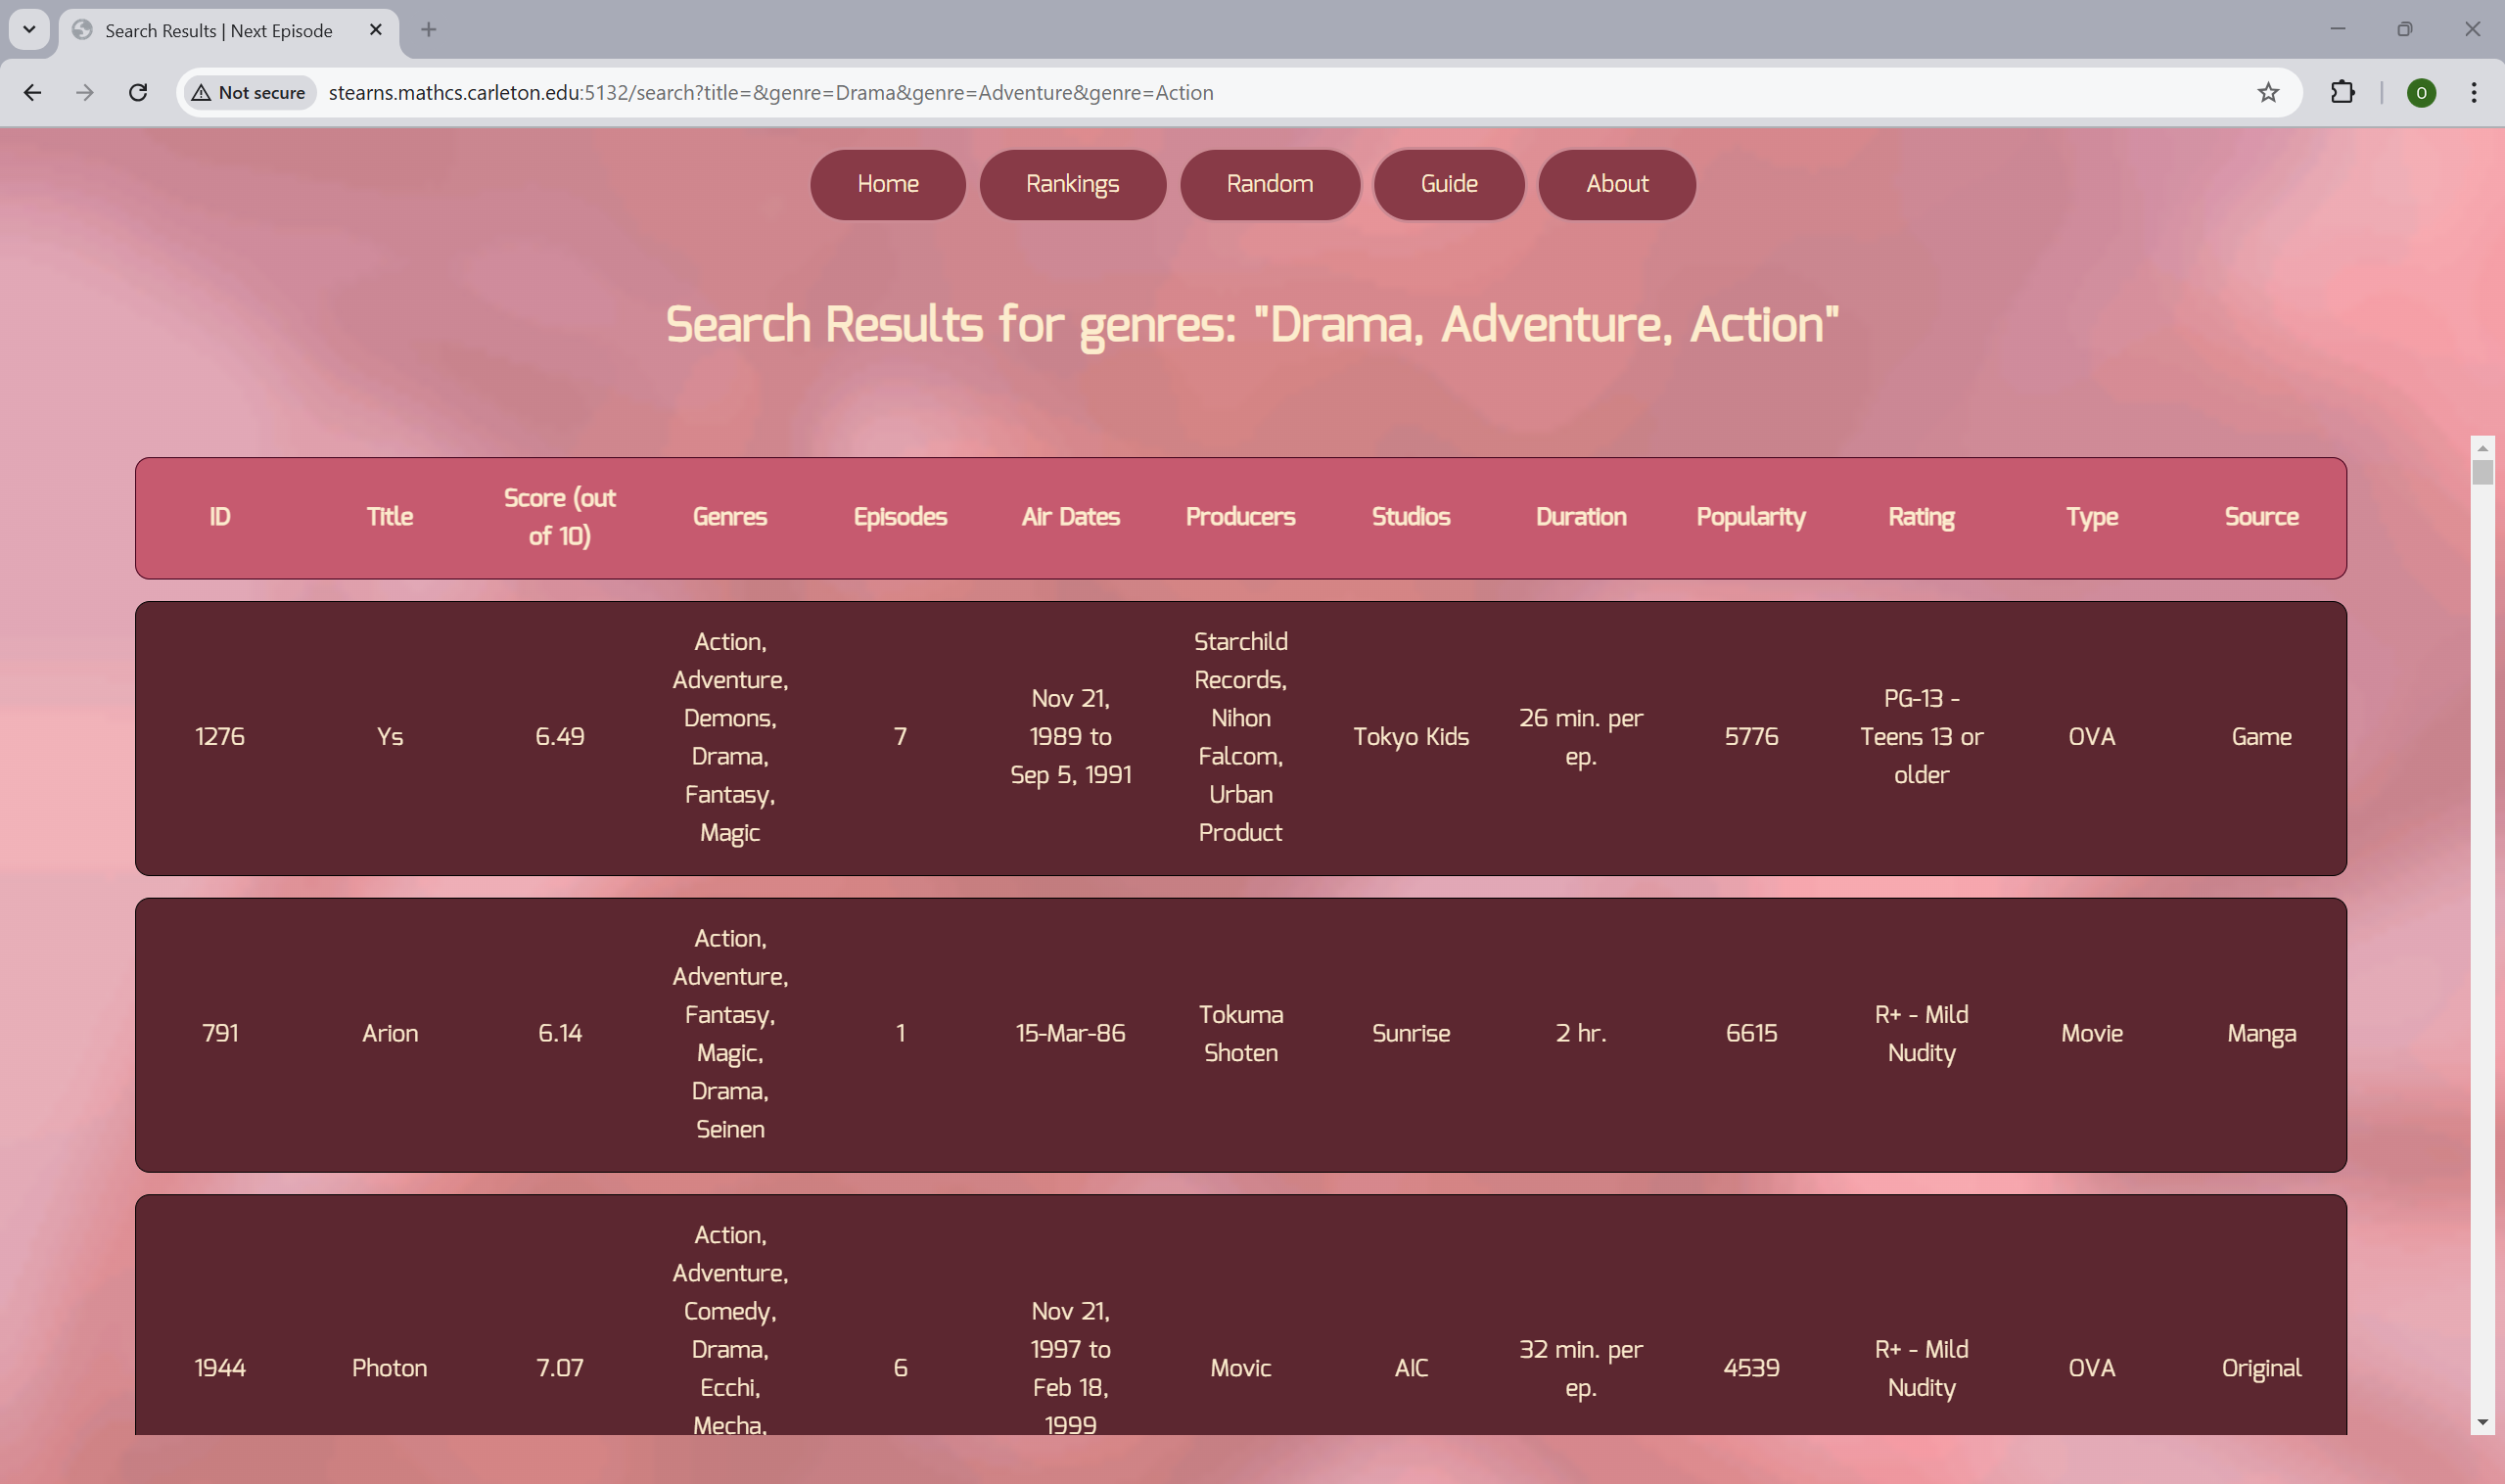 Search Results | Next Episode
Not secure
stearns.mathcs.carleton.edu:5132/search?title=&genre=Drama&genre=Adventure&genre=Action
O
Home
Rankings
Random
Guide
About
Search Results for genres: "Drama, Adventure, Action"
ID
Title
Score (out
of 10)
Genres
Episodes
Air Dates
Producers
Studios
Duration
Popularity
Rating
Type
Source
1276
Ys
6.49
Action,
Adventure,
Demons,
Drama,
Fantasy,
Magic
7
Nov 21,
1989 to
Sep 5, 1991
Starchild
Records,
Nihon
Falcom,
Urban
Product
Tokyo Kids
26 min. per
ep.
5776
PG-13 -
Teens 13 or
older
OVA
Game
791
Arion
6.14
Action,
Adventure,
Fantasy,
Magic,
Drama,
Seinen
1
15-Mar-86
Tokuma
Shoten
Sunrise
2 hr.
6615
R+ - Mild
Nudity
Movie
Manga
1944
Photon
7.07
Action,
Adventure,
Comedy,
Drama,
Ecchi,
Mecha,
6
Nov 21,
1997 to
Feb 18,
1999
Movic
AIC
32 min. per
ep.
4539
R+ - Mild
Nudity
OVA
Original